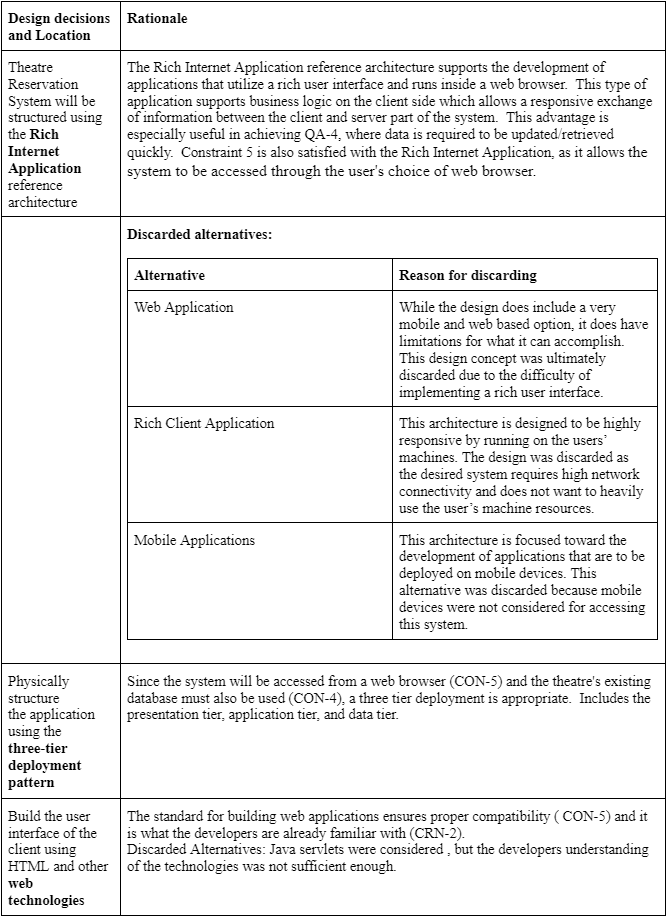 Design decisions
and Location
Rationale
Theatre
Reservation
System will be
structured using
the Rich
Internet
Application
reference
architecture
The Rich Internet Application reference architecture supports the development of
applications that utilize a rich user interface and runs inside a web browser.  This type of
application supports business logic on the client side which allows a responsive exchange
of information between the client and server part of the system.  This advantage is
especially useful in achieving QA-4, where data is required to be updated/retrieved
quickly.  Constraint 5 is also satisfied with the Rich Internet Application, as it allows the
system to be accessed through the user's choice of web browser.
Discarded alternatives:
Alternative
Reason for discarding
Web Application
While the design does include a very
mobile and web based option, it does have
limitations for what it can accomplish.
This design concept was ultimately
discarded due to the difficulty of
implementing a rich user interface.
Rich Client Application
This architecture is designed to be highly
responsive by running on the users’
machines. The design was discarded as
the desired system requires high network
connectivity and does not want to heavily
use the user’s machine resources.
Mobile Applications
This architecture is focused toward the
development of applications that are to be
deployed on mobile devices. This
alternative was discarded because mobile
devices were not considered for accessing
this system.
Physically
structure
the application
using the
three-tier
deployment
pattern
Since the system will be accessed from a web browser (CON-5) and the theatre's existing
database must also be used (CON-4), a three tier deployment is appropriate.  Includes the
presentation tier, application tier, and data tier.
Build the user
interface of the
client using
HTML and other
web
technologies
The standard for building web applications ensures proper compatibility ( CON-5) and it
is what the developers are already familiar with (CRN-2).
Discarded Alternatives: Java servlets were considered , but the developers understanding
of the technologies was not sufficient enough.